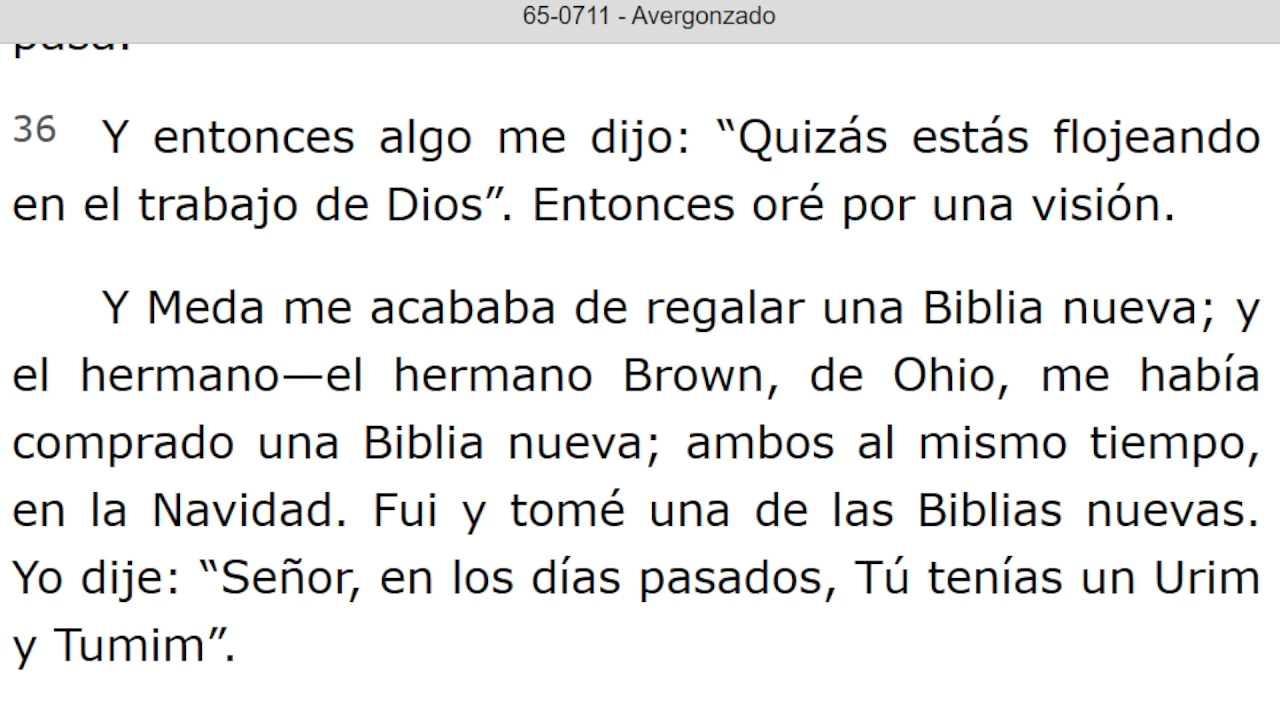 65-0711 - Avergonzado
pasa.
36 Y entonces algo me dijo: “Quizás estás flojeando
en el trabajo de Dios”. Entonces oré por una visión.
Y Meda me acababa de regalar una Biblia nueva; y
el hermano—el hermano Brown, de Ohio, me había
comprado una Biblia nueva; ambos al mismo tiempo,
en la Navidad. Fui y tomé una de las Biblias nuevas.
Yo dije: “Señor, en los días pasados, Tú tenías un Urim
y Tumim”.